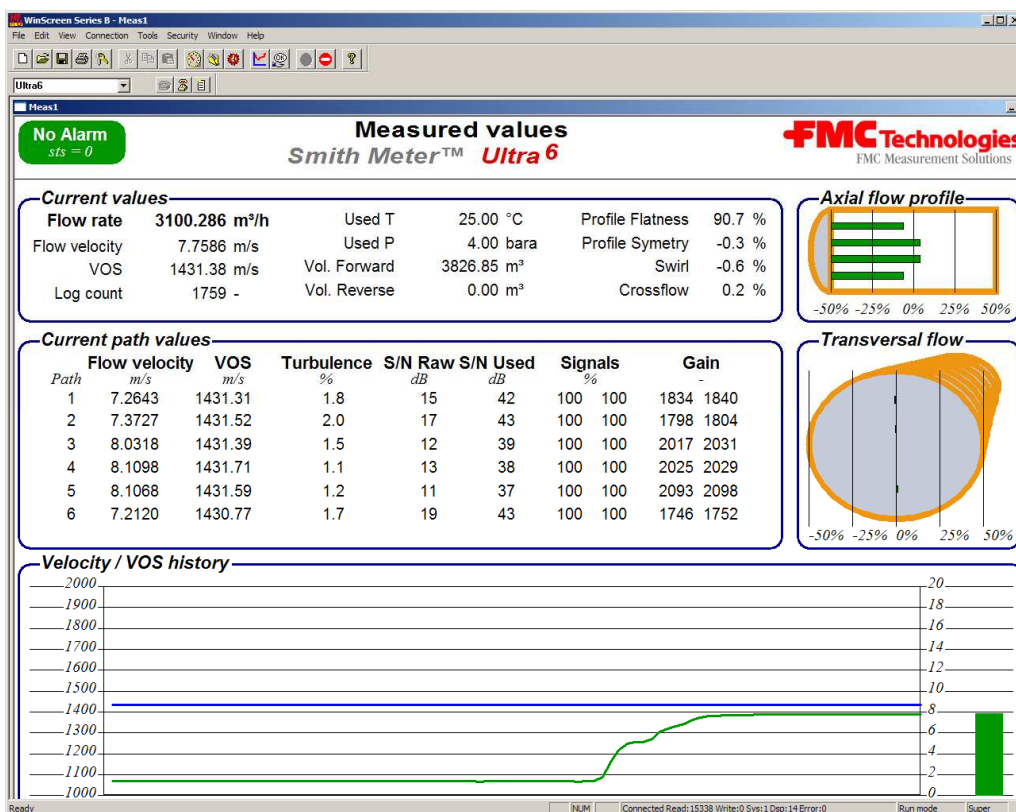 WinScreen Series B - Meas1
File Edit View Connection Tools Security Window Help
Ultra6
Meas1
No Alarm
sts = 0
Measured values
Smith Meter™ Ultra6
FMC Technologies
FMC Measurement Solutions
Current values
Flow rate 3100.286 m³/h Used T 25.00 °C Profile Flatness 90.7 %
Flow velocity 7.7586 m/s Used P 4.00 bara Profile Symetry -0.3 %
VOS 1431.38 m/s Vol. Forward 3826.85 m³ Swirl -0.6 %
Log count 1759 - Vol. Reverse 0.00 m³ Crossflow 0.2 %
Axial flow profile
-50% -25% 0% 25% 50%
Current path values
Flow velocity VOS Turbulence S/N Raw S/N Used Signals Gain
Path m/s m/s % dB dB % -
1 7.2643 1431.31 1.8 15 42 100 100 1834 1840
2 7.3727 1431.52 2.0 17 43 100 100 1798 1804
3 8.0318 1431.39 1.5 12 39 100 100 2017 2031
4 8.1098 1431.71 1.1 13 38 100 100 2025 2029
5 8.1068 1431.59 1.2 11 37 100 100 2093 2098
6 7.2120 1430.77 1.7 19 43 100 100 1746 1752
Transversal flow
-50% -25% 0% 25% 50%
Velocity / VOS history
2000 20
1900 18
1800 16
1700 14
1600 12
1500 10
1400 8
1300 6
1200 4
1100 2
1000 0
Ready NUM Connected Read:15338 Write:0 Sys:1 Dsp:14 Error:0 Run mode Super